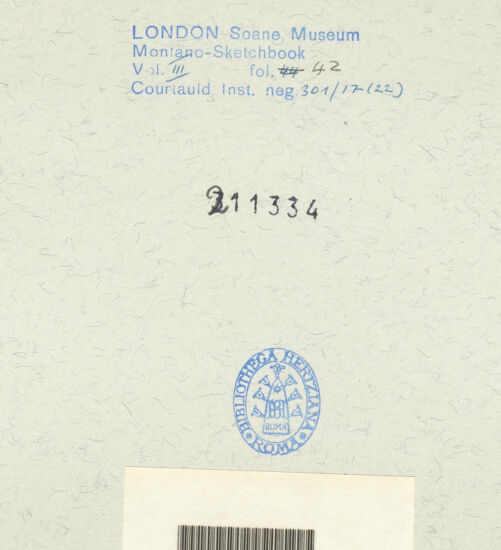 LONDON Soane Museum
Montano-Sketchbook
Vol. III fol. 42
Courtauld Inst. neg. 301/17(22)
211334
BIBLIOTHECA HERTZIANA
ROMA
ROMA